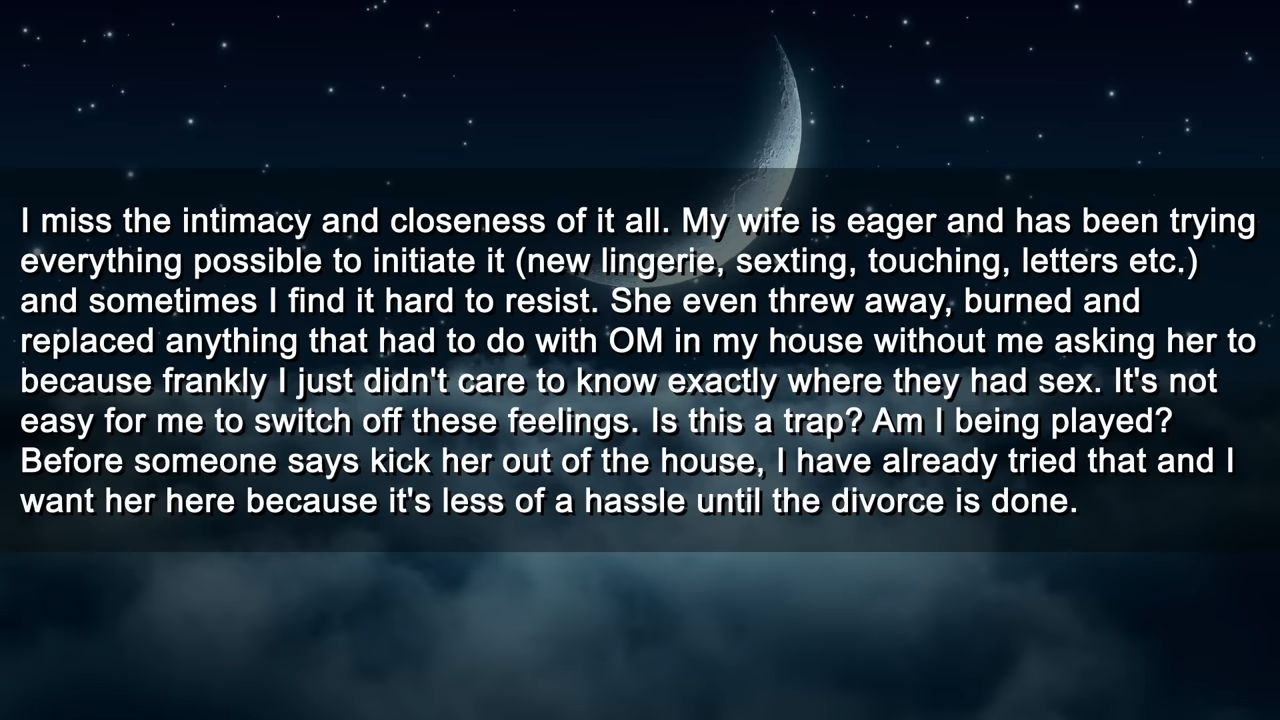 I miss the intimacy and closeness of it all. My wife is eager and has been trying
everything possible to initiate it (new lingerie, sexting, touching, letters etc.)
and sometimes I find it hard to resist. She even threw away, burned and
replaced anything that had to do with OM in my house without me asking her to
because frankly I just didn't care to know exactly where they had sex. It's not
easy for me to switch off these feelings. Is this a trap? Am I being played?
Before someone says kick her out of the house, I have already tried that and I
want her here because it's less of a hassle until the divorce is done.